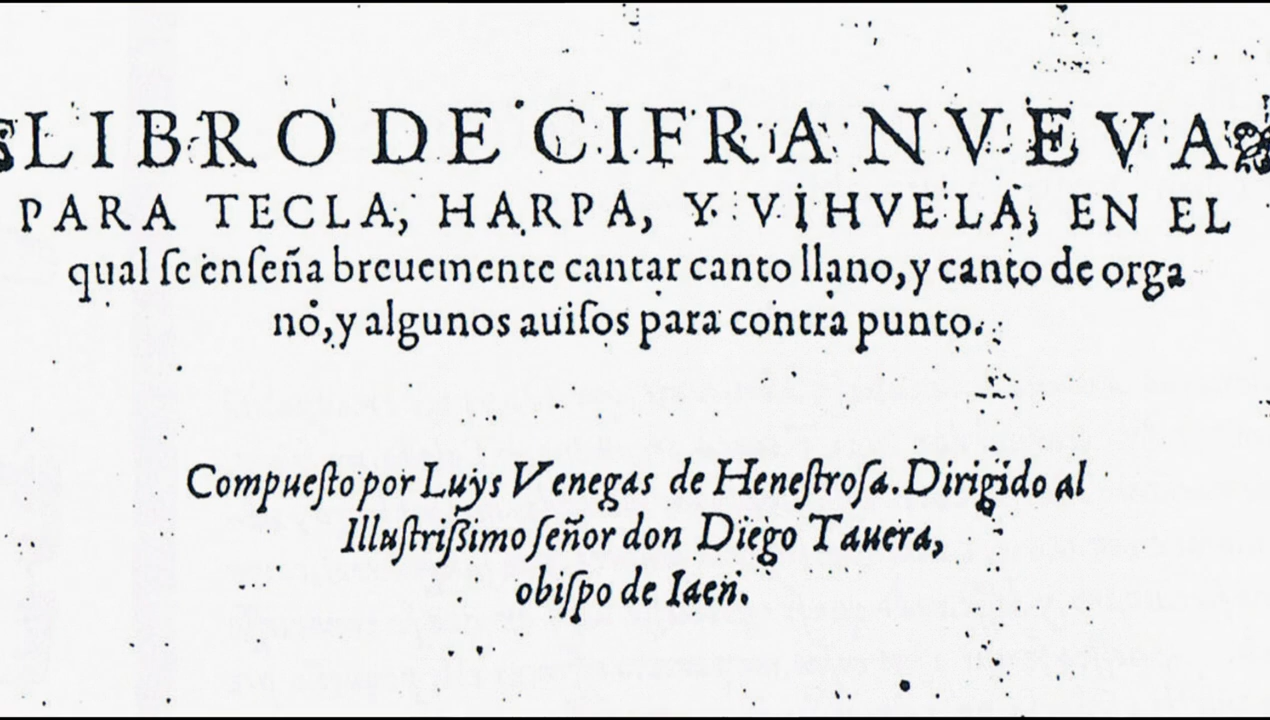 LIBRO DE CIFRA NVEVA
PARA TECLA, HARPA, Y VIHVELA, EN EL
qual ſe enſeña breuemente cantar canto llano, y canto de orga
no, y algunos auiſos para contra punto.
Compueſto por Luys Venegas de Heneſtroſa. Dirigido al
Illuſtriſsimo ſeñor don Diego Tauera,
obiſpo de Iaen.